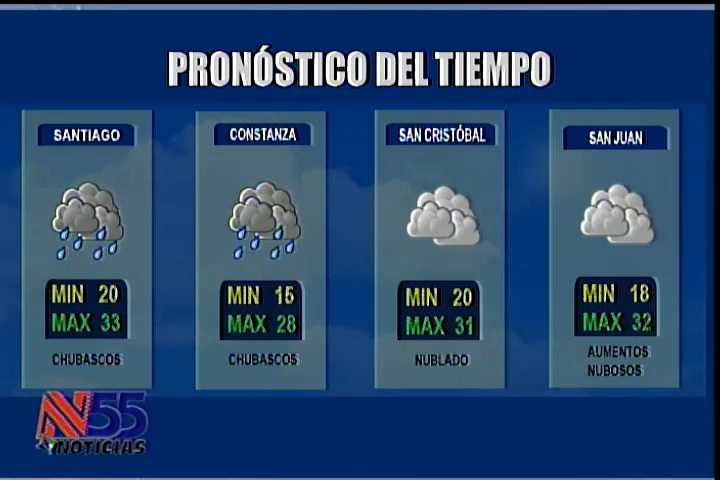 PRONÓSTICO DEL TIEMPO
SANTIAGO
MIN 20
MAX 33
CHUBASCOS
CONSTANZA
MIN 15
MAX 28
CHUBASCOS
SAN CRISTÓBAL
MIN 20
MAX 31
NUBLADO
SAN JUAN
MIN 18
MAX 32
AUMENTOS
NUBOSOS
N55
NOTICIAS